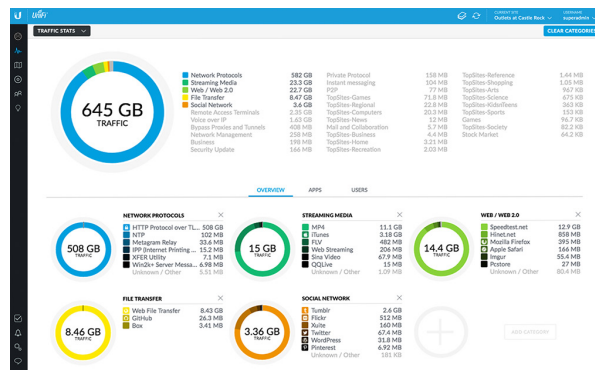 UniFi
CURRENT SITE
Outlets at Castle Rock
USERNAME
superadmin
TRAFFIC STATS
CLEAR CATEGORIES
645 GB
TRAFFIC
Network Protocols 582 GB
Streaming Media 23.3 GB
Web / Web 2.0 22.7 GB
File Transfer 8.47 GB
Social Network 3.6 GB
Remote Access Terminals 2.35 GB
Voice over IP 1.63 GB
Bypass Proxies and Tunnels 408 MB
Network Management 258 MB
Business 198 MB
Security Update 166 MB
Private Protocol 158 MB
Instant messaging 104 MB
P2P 77 MB
TopSites-Games 71.8 MB
TopSites-Regional 22.8 MB
TopSites-Computers 20.3 MB
TopSites-News 12 MB
Mail and Collaboration 5.7 MB
TopSites-Business 4.4 MB
TopSites-Home 3.21 MB
TopSites-Recreation 2.03 MB
TopSites-Reference 1.44 MB
TopSites-Shopping 1.05 MB
TopSites-Arts 967 KB
TopSites-Science 675 KB
TopSites-KidsnTeens 363 KB
TopSites-Sports 153 KB
Games 96.7 KB
TopSites-Society 82.2 KB
Stock Market 64.2 KB
OVERVIEW APPS USERS
NETWORK PROTOCOLS
508 GB
TRAFFIC
HTTP Protocol over TL... 508 GB
NTP 102 MB
Metagram Relay 33.6 MB
IPP (Internet Printing ... 15.2 MB
XFER Utility 7.1 MB
Win2k+ Server Messa... 6.98 MB
Unknown / Other 5.51 MB
STREAMING MEDIA
15 GB
TRAFFIC
MP4 11.1 GB
iTunes 3.18 GB
FLV 482 MB
Web Streaming 206 MB
Sina Video 67.9 MB
QQLive 15 MB
Unknown / Other 1.09 MB
WEB / WEB 2.0
14.4 GB
TRAFFIC
Speedtest.net 12.9 GB
Hinet.net 858 MB
Mozilla Firefox 395 MB
Apple Safari 166 MB
Imgur 55.4 MB
Pcstore 27 MB
Unknown / Other 80.4 MB
FILE TRANSFER
8.46 GB
TRAFFIC
Web File Transfer 8.43 GB
GitHub 26.3 MB
Box 3.41 MB
SOCIAL NETWORK
3.36 GB
TRAFFIC
Tumblr 2.6 GB
Flickr 512 MB
Xuite 160 MB
Twitter 67.4 MB
WordPress 31.8 MB
Pinterest 6.92 MB
Unknown / Other 181 KB
ADD CATEGORY